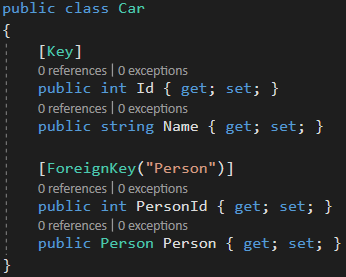 public class Car
{
[Key]
0 references | 0 exceptions
public int Id { get; set; }
0 references | 0 exceptions
public string Name { get; set; }
[ForeignKey("Person")]
0 references | 0 exceptions
public int PersonId { get; set; }
0 references | 0 exceptions
public Person Person { get; set; }
}